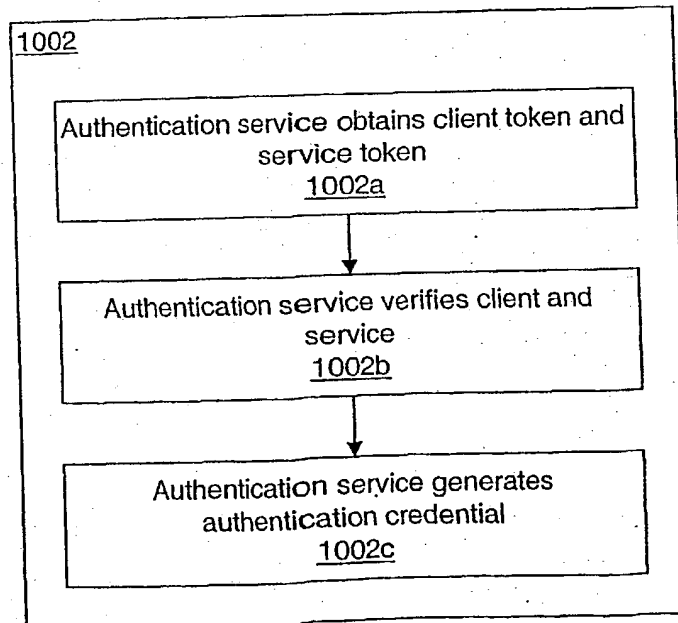 1002
Authentication service obtains client token and
service token
1002a
Authentication service verifies client and
service
1002b
Authentication service generates
authentication credential
1002c